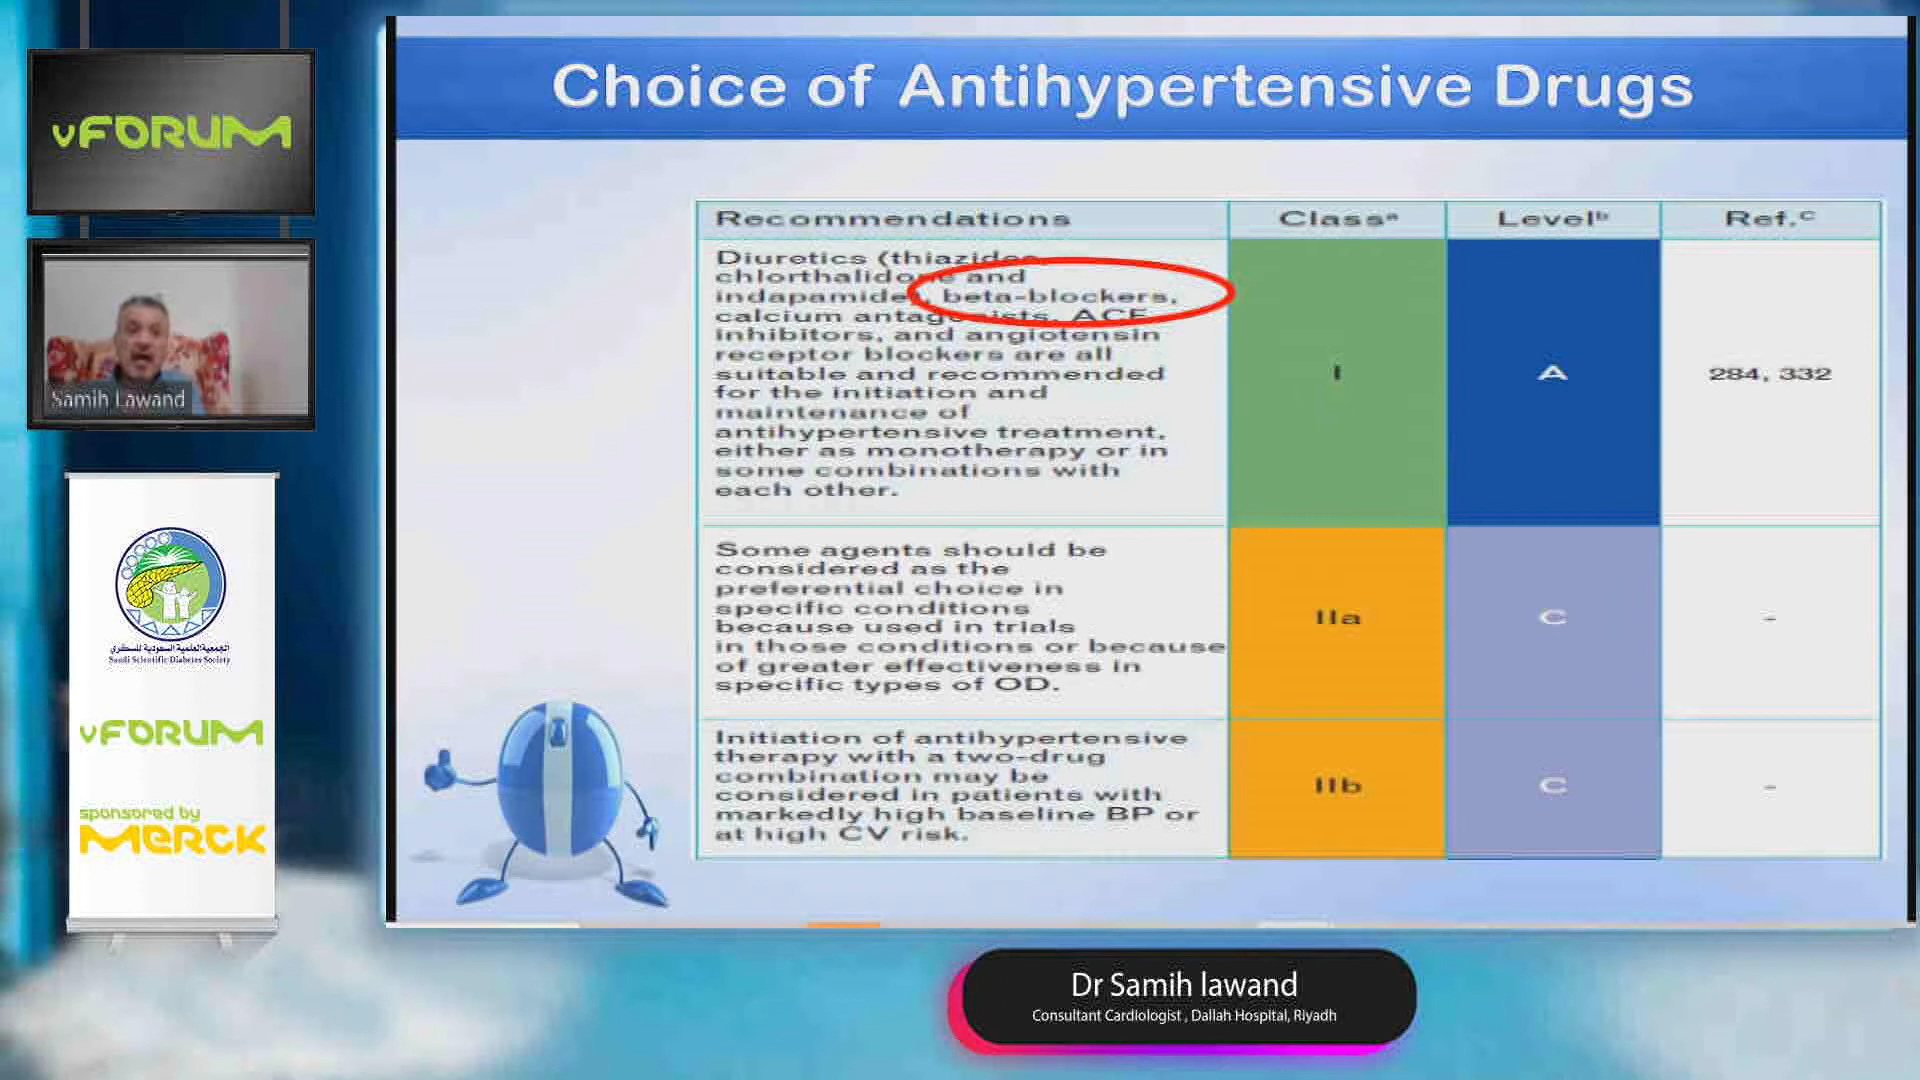 vFORUM
Samih Lawand
الجمعية العلمية السعودية للسكري
Saudi Scientific Diabetes Society
vFORUM
sponsored by
MERCK
Choice of Antihypertensive Drugs
Recommendations Classᵃ Levelᵇ Ref.ᶜ
Diuretics (thiazides,
chlorthalidone and
indapamide), beta-blockers,
calcium antagonists, ACE
inhibitors, and angiotensin
receptor blockers are all
suitable and recommended
for the initiation and
maintenance of
antihypertensive treatment,
either as monotherapy or in
some combinations with
each other.
I A 284, 332
Some agents should be
considered as the
preferential choice in
specific conditions
because used in trials
in those conditions or because
of greater effectiveness in
specific types of OD.
IIa C -
Initiation of antihypertensive
therapy with a two-drug
combination may be
considered in patients with
markedly high baseline BP or
at high CV risk.
IIb C -
Dr Samih lawand
Consultant Cardiologist , Dallah Hospital, Riyadh